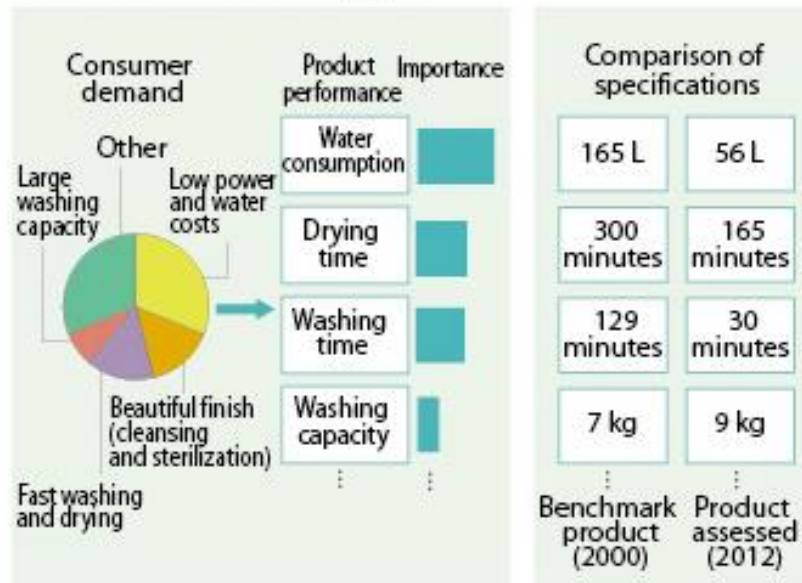 Consumer
demand
Product
performance
Importance
Other
Large
washing
capacity
Low power
and water
costs
Beautiful finish
(cleansing
and sterilization)
Fast washing
and drying
Water
consumption
Drying
time
Washing
time
Washing
capacity
Comparison of
specifications
165 L
56 L
300
minutes
165
minutes
129
minutes
30
minutes
7 kg
9 kg
Benchmark
product
(2000)
Product
assessed
(2012)